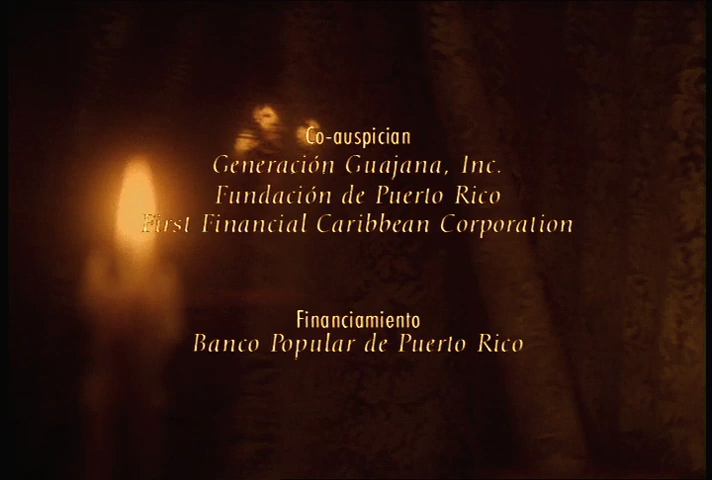 Co-auspician
Generación Guajana, Inc.
Fundación de Puerto Rico
First Financial Caribbean Corporation
Financiamiento
Banco Popular de Puerto Rico